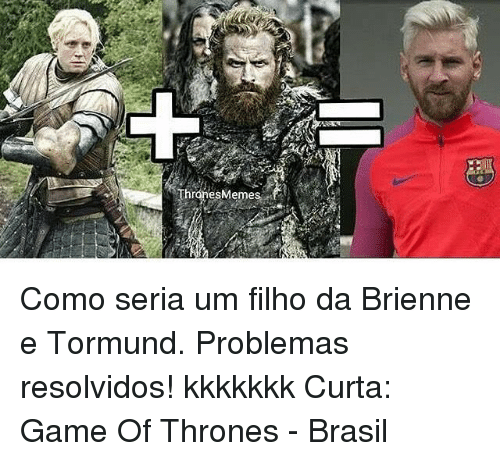 ThronesMemes
Como seria um filho da Brienne
e Tormund. Problemas
resolvidos! kkkkkkk Curta:
Game Of Thrones - Brasil